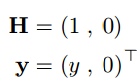 𝐇 = (1 , 0)
𝐲 = (y , 0)^⊤